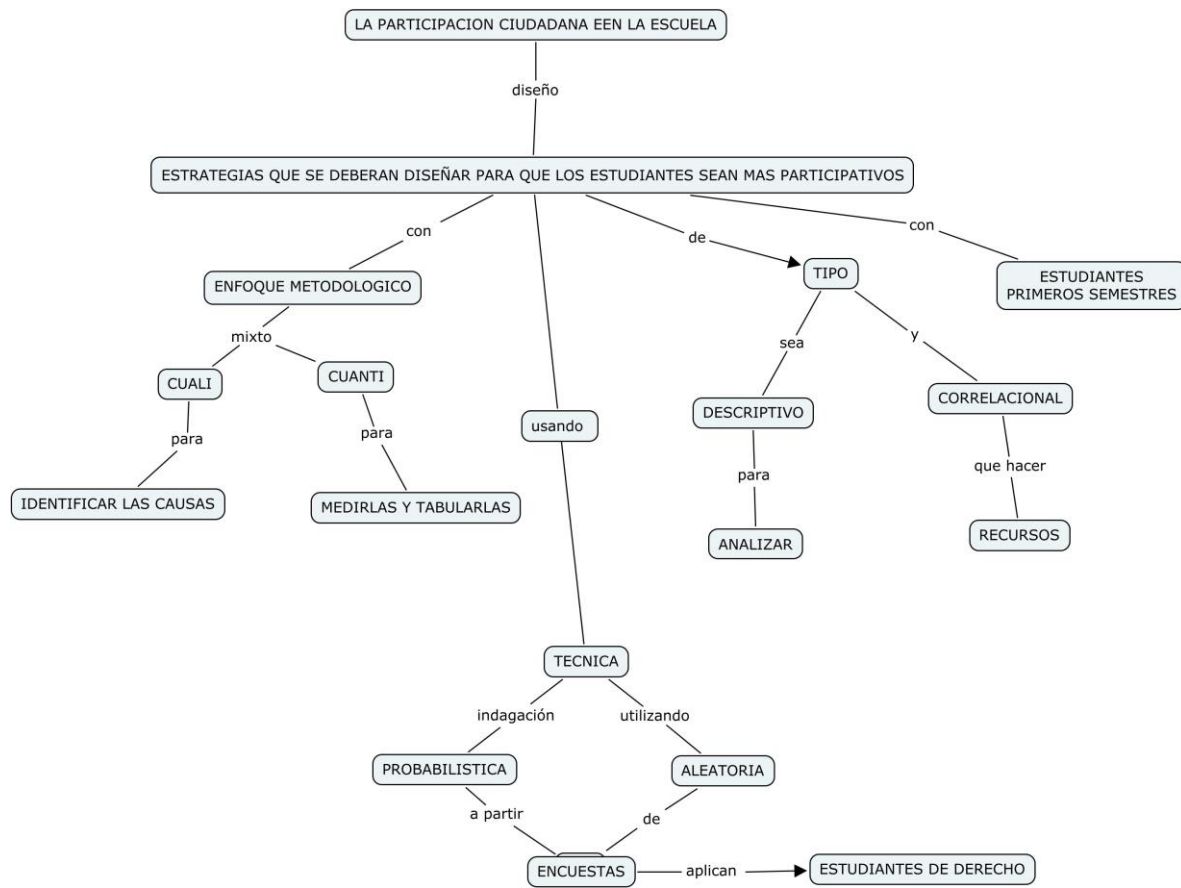 LA PARTICIPACION CIUDADANA EEN LA ESCUELA
diseño
ESTRATEGIAS QUE SE DEBERAN DISEÑAR PARA QUE LOS ESTUDIANTES SEAN MAS PARTICIPATIVOS
con
de
con
ENFOQUE METODOLOGICO
TIPO
ESTUDIANTES
PRIMEROS SEMESTRES
mixto
sea
y
CUALI
CUANTI
DESCRIPTIVO
CORRELACIONAL
usando
para
para
para
que hacer
IDENTIFICAR LAS CAUSAS
MEDIRLAS Y TABULARLAS
ANALIZAR
RECURSOS
TECNICA
indagación
utilizando
PROBABILISTICA
ALEATORIA
a partir
de
ENCUESTAS
aplican
ESTUDIANTES DE DERECHO